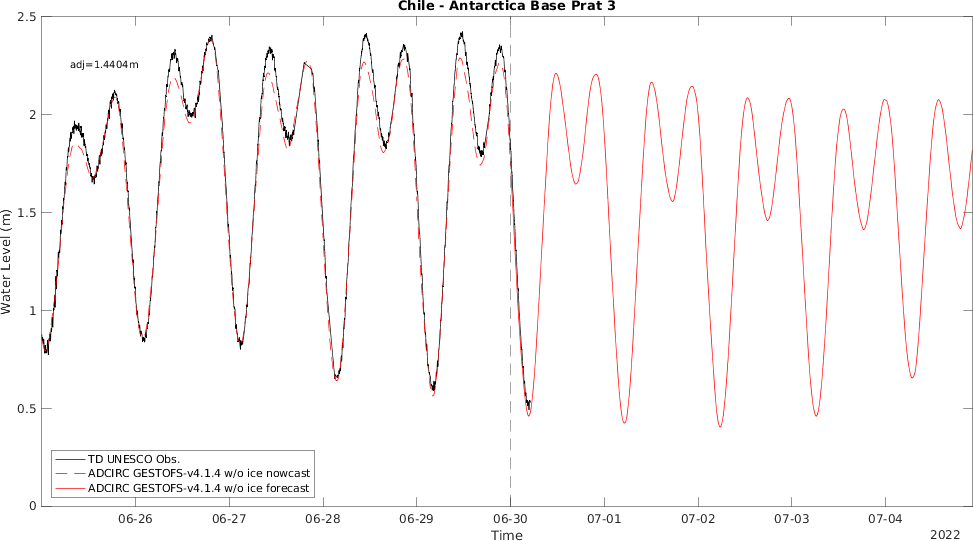 Chile - Antarctica Base Prat 3
2.5
adj=1.4404m
2
1.5
Water Level (m)
1
0.5
TD UNESCO Obs.
ADCIRC GESTOFS-v4.1.4 w/o ice nowcast
ADCIRC GESTOFS-v4.1.4 w/o ice forecast
0
06-26 06-27 06-28 06-29 06-30 07-01 07-02 07-03 07-04
Time
2022